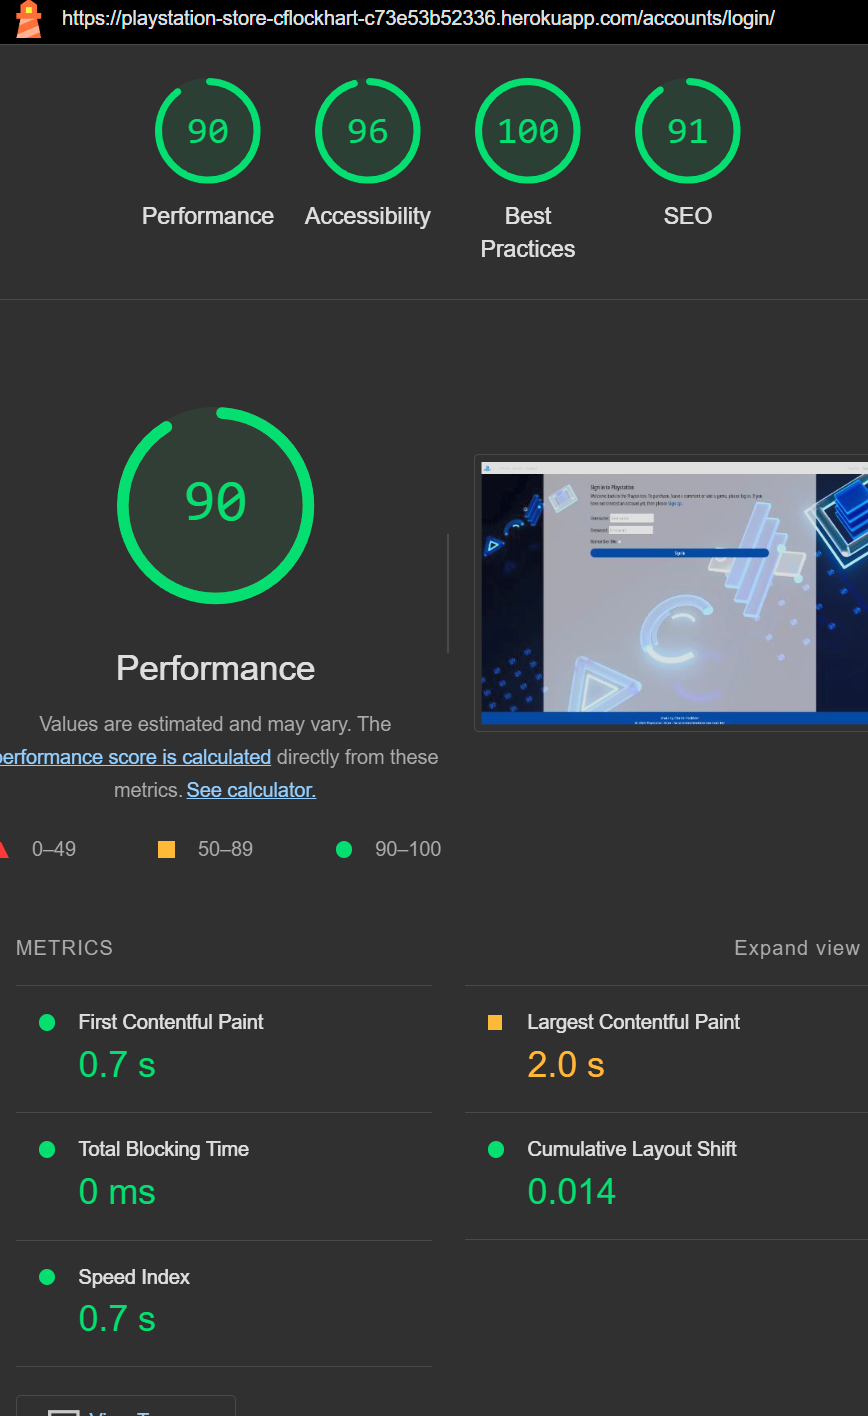 https://playstation-store-cflockhart-c73e53b52336.herokuapp.com/accounts/login/
90
96
100
91
Performance
Accessibility
Best
Practices
SEO
90
Sign in to Playstation
Performance
Values are estimated and may vary. The
performance score is calculated directly from these
metrics. See calculator.
0–49
50–89
90–100
METRICS
Expand view
First Contentful Paint
0.7 s
Largest Contentful Paint
2.0 s
Total Blocking Time
0 ms
Cumulative Layout Shift
0.014
Speed Index
0.7 s